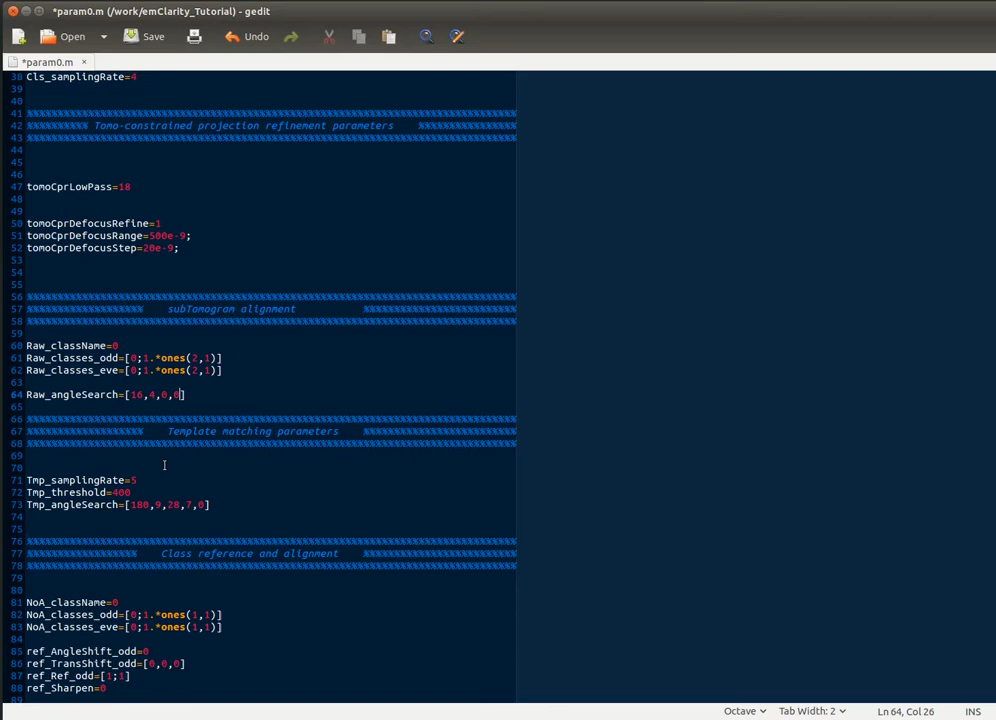 *param0.m (/work/emClarity_Tutorial) - gedit
Open Save Undo
*param0.m ×
38 Cls_samplingRate=4
39
40
41 %%%%%%%%%%%%%%%%%%%%%%%%%%%%%%%%%%%%%%%%%%%%%%%%%%%%%%%%%%%%%%%%%%%%%%%%%%%%%%%%
42 %%%%%%%%%% Tomo-constrained projection refinement parameters    %%%%%%%%%%%%%%%%
43 %%%%%%%%%%%%%%%%%%%%%%%%%%%%%%%%%%%%%%%%%%%%%%%%%%%%%%%%%%%%%%%%%%%%%%%%%%%%%%%%
44
45
46
47 tomoCprLowPass=18
48
49
50 tomoCprDefocusRefine=1
51 tomoCprDefocusRange=500e-9;
52 tomoCprDefocusStep=20e-9;
53
54
55
56 %%%%%%%%%%%%%%%%%%%%%%%%%%%%%%%%%%%%%%%%%%%%%%%%%%%%%%%%%%%%%%%%%%%%%%%%%%%%%%%%
57 %%%%%%%%%%%%%%%%%%%    subTomogram alignment           %%%%%%%%%%%%%%%%%%%%%%%%%
58 %%%%%%%%%%%%%%%%%%%%%%%%%%%%%%%%%%%%%%%%%%%%%%%%%%%%%%%%%%%%%%%%%%%%%%%%%%%%%%%%
59
60 Raw_className=0
61 Raw_classes_odd=[0;1.*ones(2,1)]
62 Raw_classes_eve=[0;1.*ones(2,1)]
63
64 Raw_angleSearch=[16,4,0,0]
65
66 %%%%%%%%%%%%%%%%%%%%%%%%%%%%%%%%%%%%%%%%%%%%%%%%%%%%%%%%%%%%%%%%%%%%%%%%%%%%%%%%
67 %%%%%%%%%%%%%%%%%%%    Template matching parameters    %%%%%%%%%%%%%%%%%%%%%%%%%
68 %%%%%%%%%%%%%%%%%%%%%%%%%%%%%%%%%%%%%%%%%%%%%%%%%%%%%%%%%%%%%%%%%%%%%%%%%%%%%%%%
69
70
71 Tmp_samplingRate=5
72 Tmp_threshold=400
73 Tmp_angleSearch=[180,9,28,7,0]
74
75
76 %%%%%%%%%%%%%%%%%%%%%%%%%%%%%%%%%%%%%%%%%%%%%%%%%%%%%%%%%%%%%%%%%%%%%%%%%%%%%%%%
77 %%%%%%%%%%%%%%%%%%    Class reference and alignment    %%%%%%%%%%%%%%%%%%%%%%%%%
78 %%%%%%%%%%%%%%%%%%%%%%%%%%%%%%%%%%%%%%%%%%%%%%%%%%%%%%%%%%%%%%%%%%%%%%%%%%%%%%%%
79
80
81 NoA_className=0
82 NoA_classes_odd=[0;1.*ones(1,1)]
83 NoA_classes_eve=[0;1.*ones(1,1)]
84
85 ref_AngleShift_odd=0
86 ref_TransShift_odd=[0,0,0]
87 ref_Ref_odd=[1;1]
88 ref_Sharpen=0
89
Octave Tab Width: 2 Ln 64, Col 26 INS